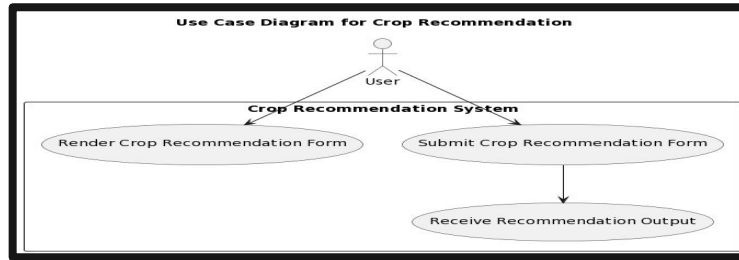 Use Case Diagram for Crop Recommendation
User
Crop Recommendation System
Render Crop Recommendation Form
Submit Crop Recommendation Form
Receive Recommendation Output